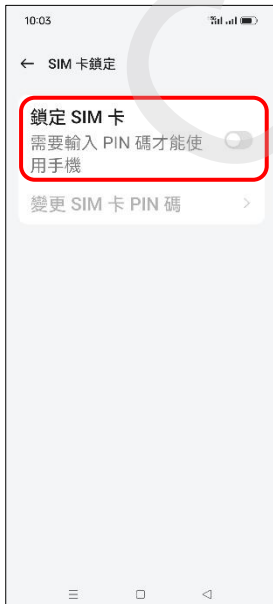 10:03
← SIM 卡鎖定
鎖定 SIM 卡
需要輸入 PIN 碼才能使
用手機
變更 SIM 卡 PIN 碼